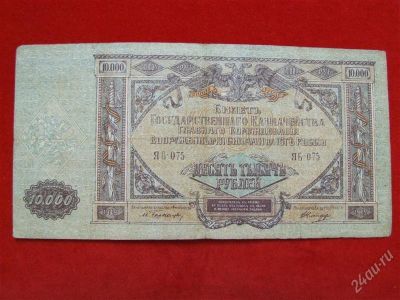 10.000 10.000
БИЛЕТЪ
ГОСУДАРСТВЕННАГО КАЗНАЧЕЙСТВА
ГЛАВНАГО КОМАНДОВАНІЯ
ВООРУЖЕННЫМИ СИЛАМИ НА ЮГѢ РОССІИ
ЯБ-075 ЯБ-075
ДЕСЯТЬ ТЫСЯЧЪ
РУБЛЕЙ
10.000
24au.ru